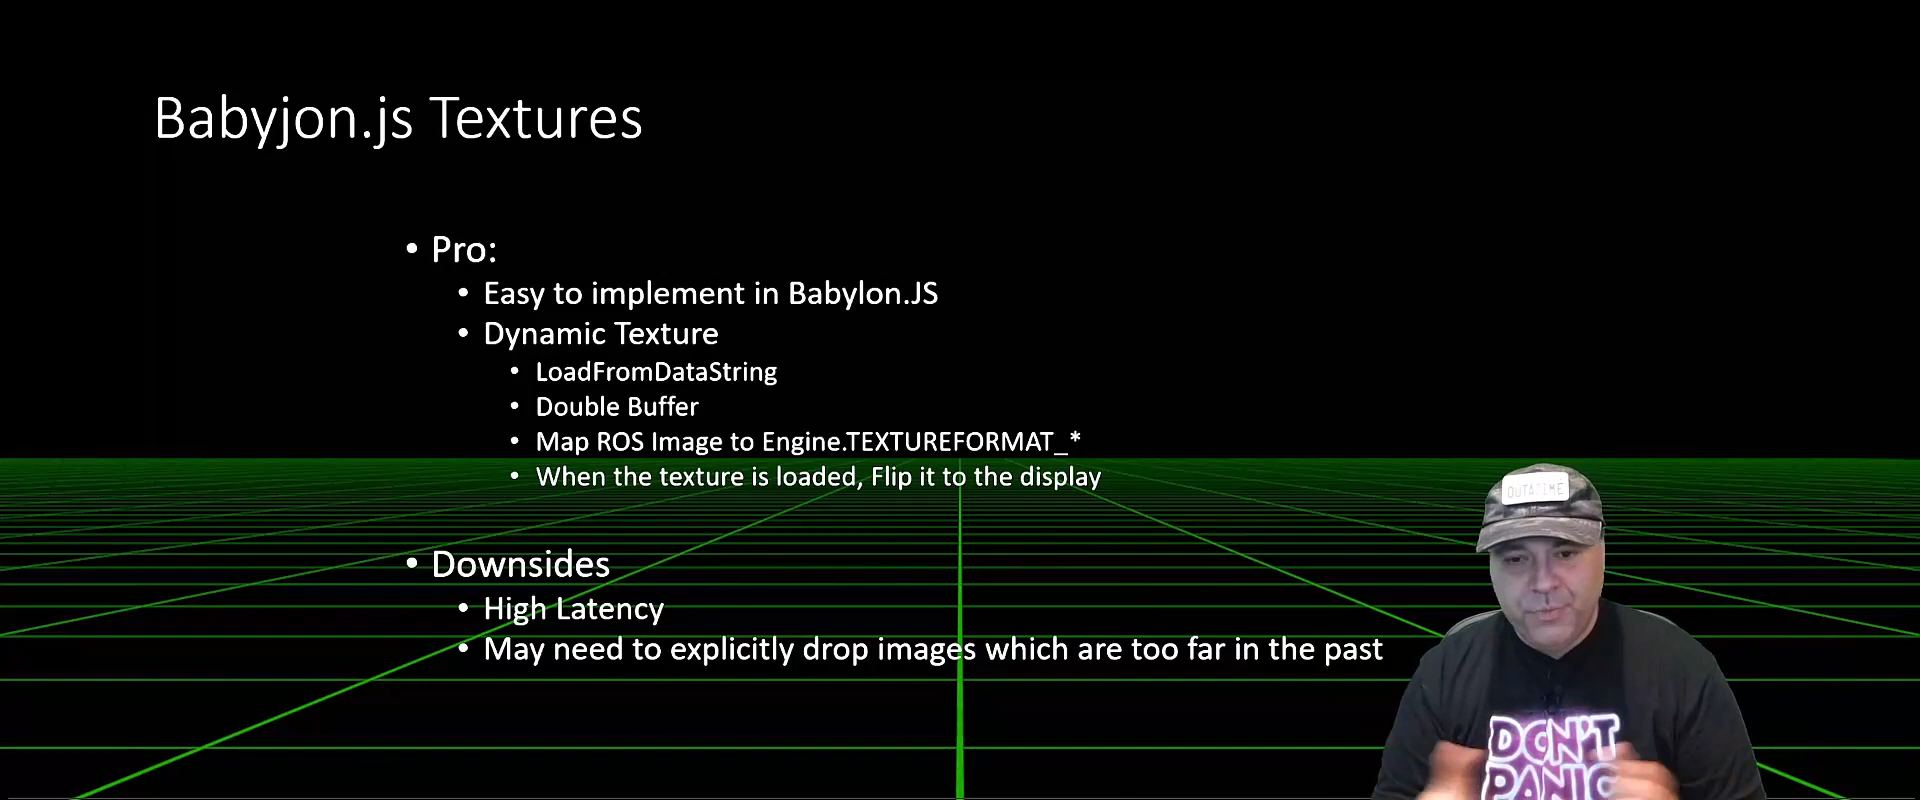 Babyjon.js Textures
• Pro:
• Easy to implement in Babylon.JS
• Dynamic Texture
• LoadFromDataString
• Double Buffer
• Map ROS Image to Engine.TEXTUREFORMAT_*
• When the texture is loaded, Flip it to the display
• Downsides
• High Latency
• May need to explicitly drop images which are too far in the past
OUTATIME
DON'T
PANIC